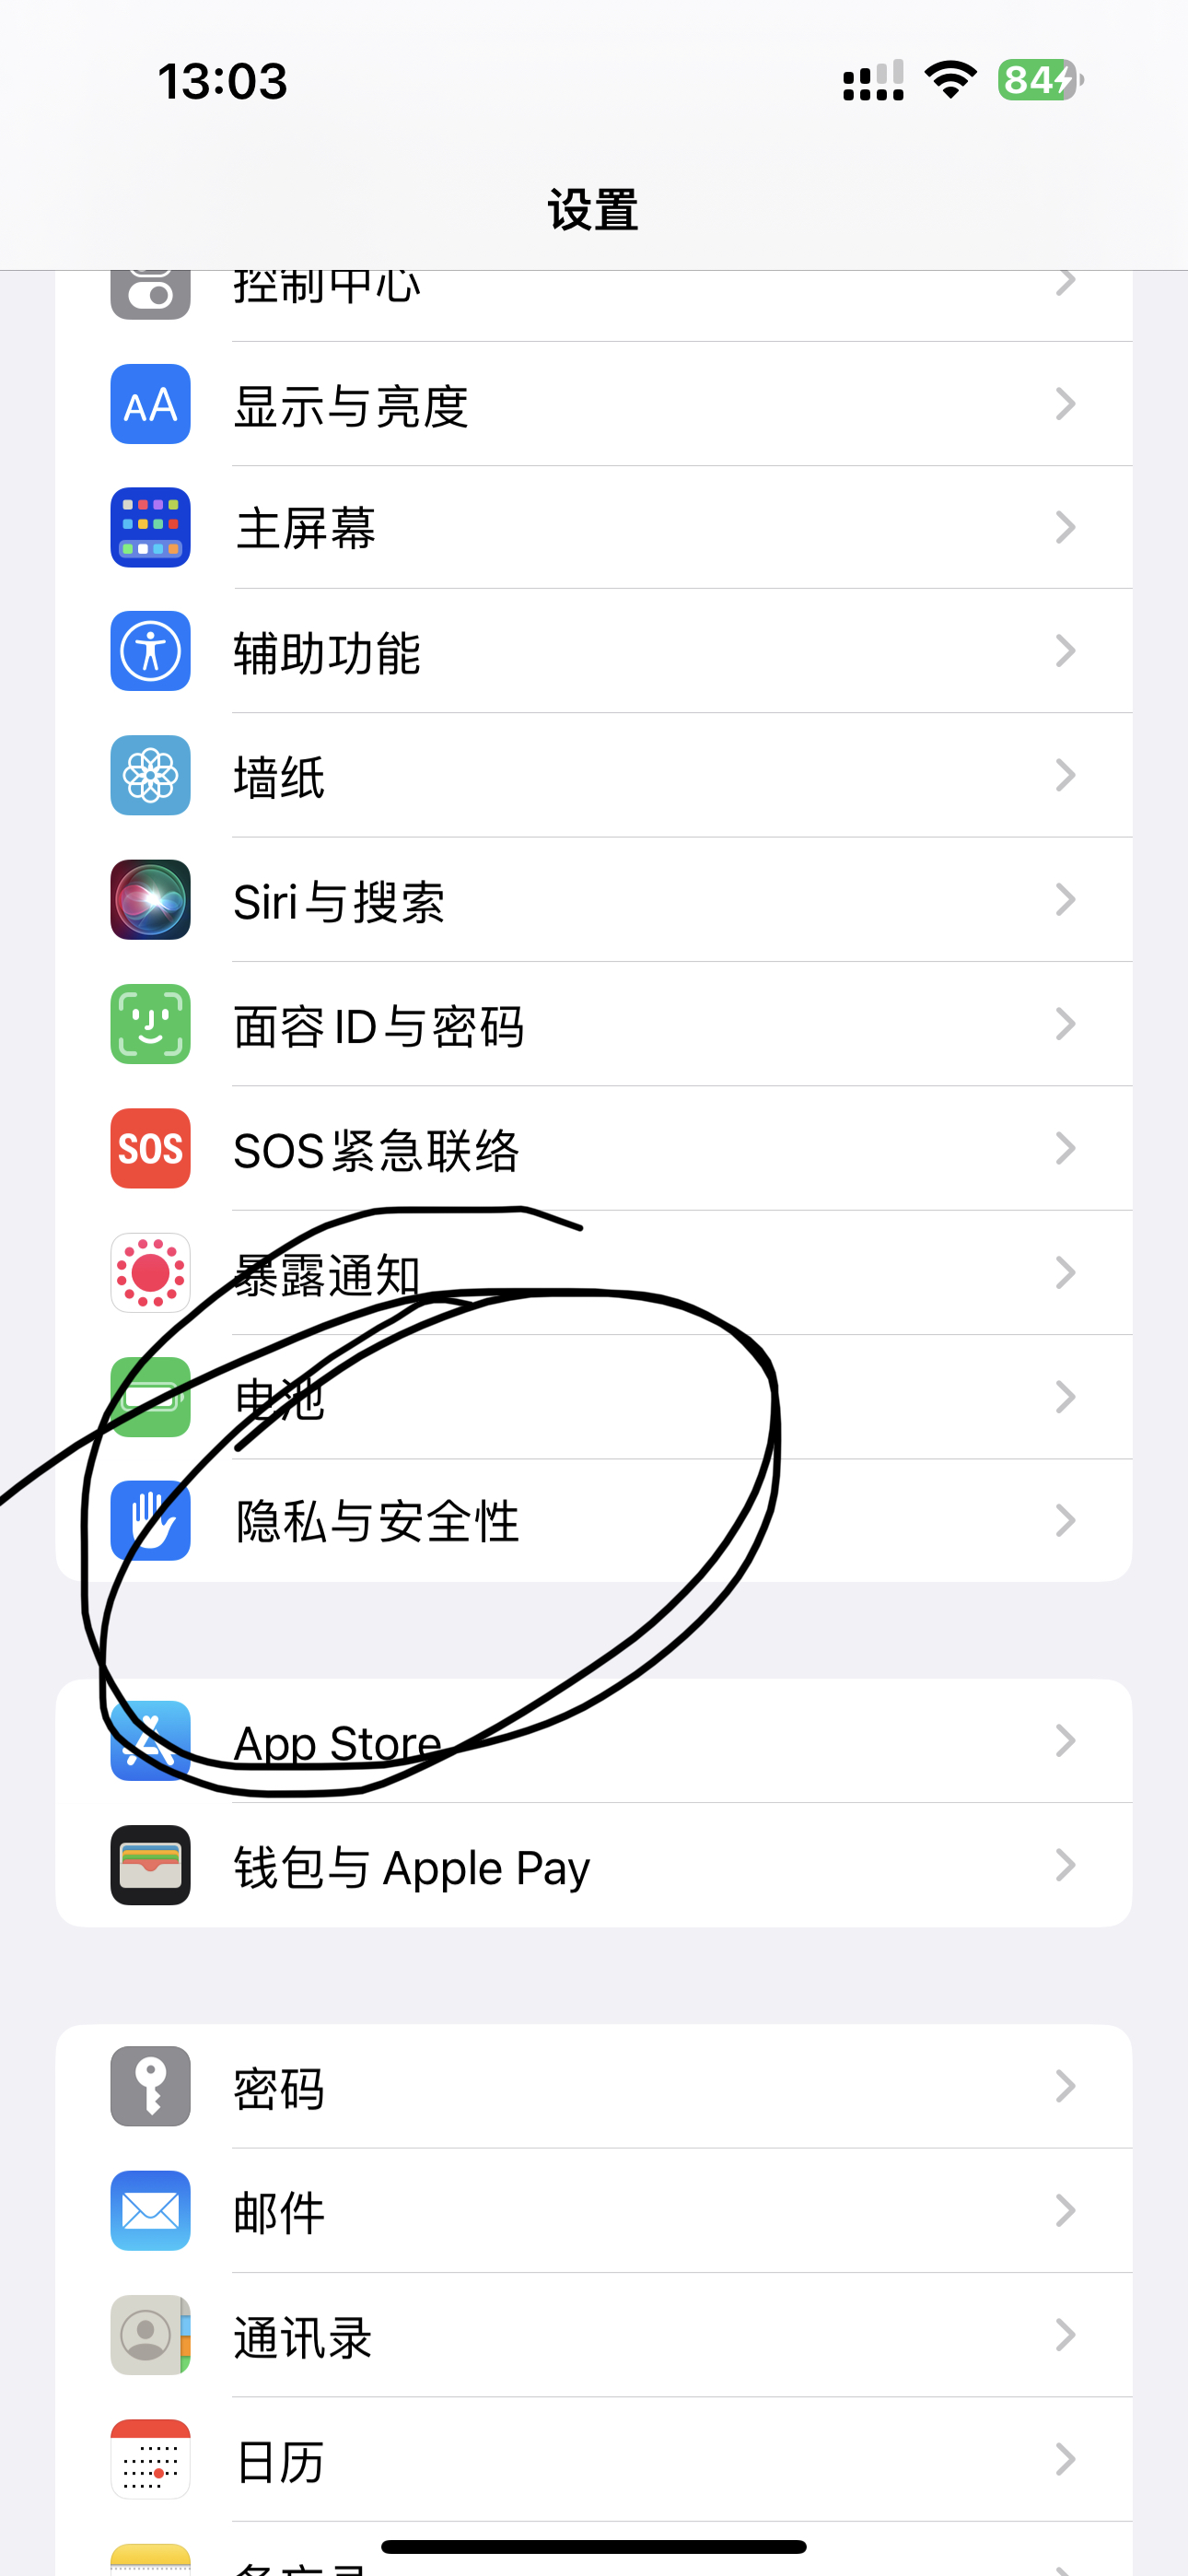 13:03
84
设置
控制中心
AA
显示与亮度
主屏幕
辅助功能
墙纸
Siri与搜索
面容 ID与密码
SOS
SOS紧急联络
暴露通知
电池
隐私与安全性
App Store
钱包与 Apple Pay
密码
邮件
通讯录
日历
备忘录